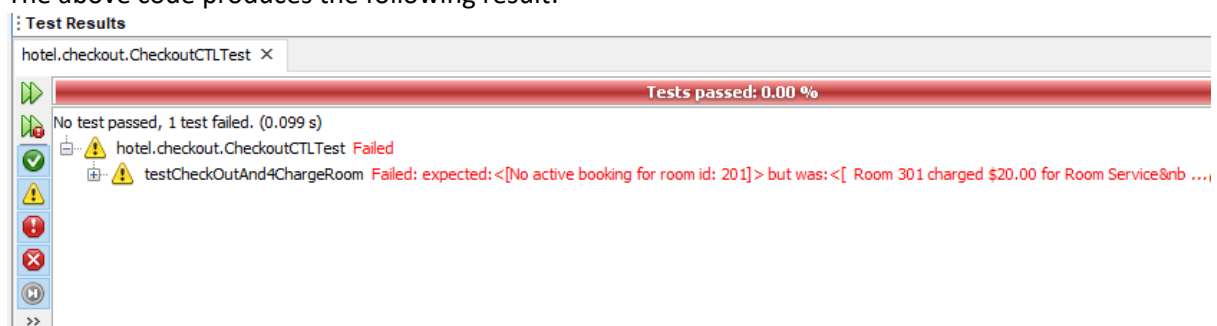 The above code produces the following result:
Test Results
hotel.checkout.CheckoutCTLTest ×
Tests passed: 0.00 %
No test passed, 1 test failed. (0.099 s)
hotel.checkout.CheckoutCTLTest Failed
testCheckOutAnd4ChargeRoom Failed: expected:<[No active booking for room id: 201]> but was:<[ Room 301 charged $20.00 for Room Service&nb ...
>>